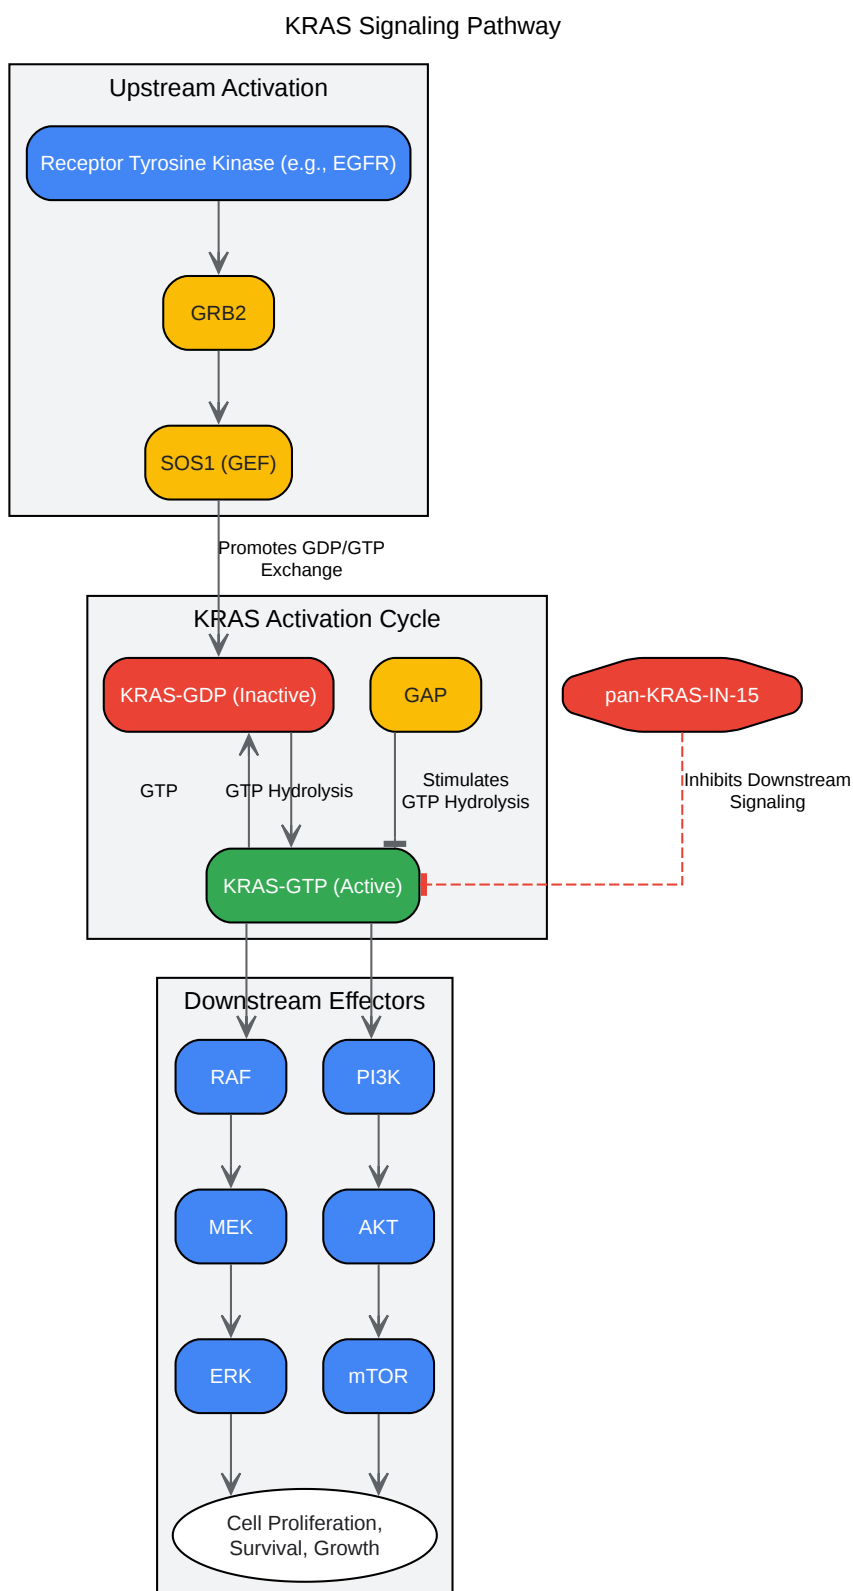 KRAS Signaling Pathway
Upstream Activation
Receptor Tyrosine Kinase (e.g., EGFR)
GRB2
SOS1 (GEF)
Promotes GDP/GTP
Exchange
KRAS Activation Cycle
KRAS-GDP (Inactive)
GAP
pan-KRAS-IN-15
GTP
GTP Hydrolysis
Stimulates
GTP Hydrolysis
Inhibits Downstream
Signaling
KRAS-GTP (Active)
Downstream Effectors
RAF
PI3K
MEK
AKT
ERK
mTOR
Cell Proliferation,
Survival, Growth